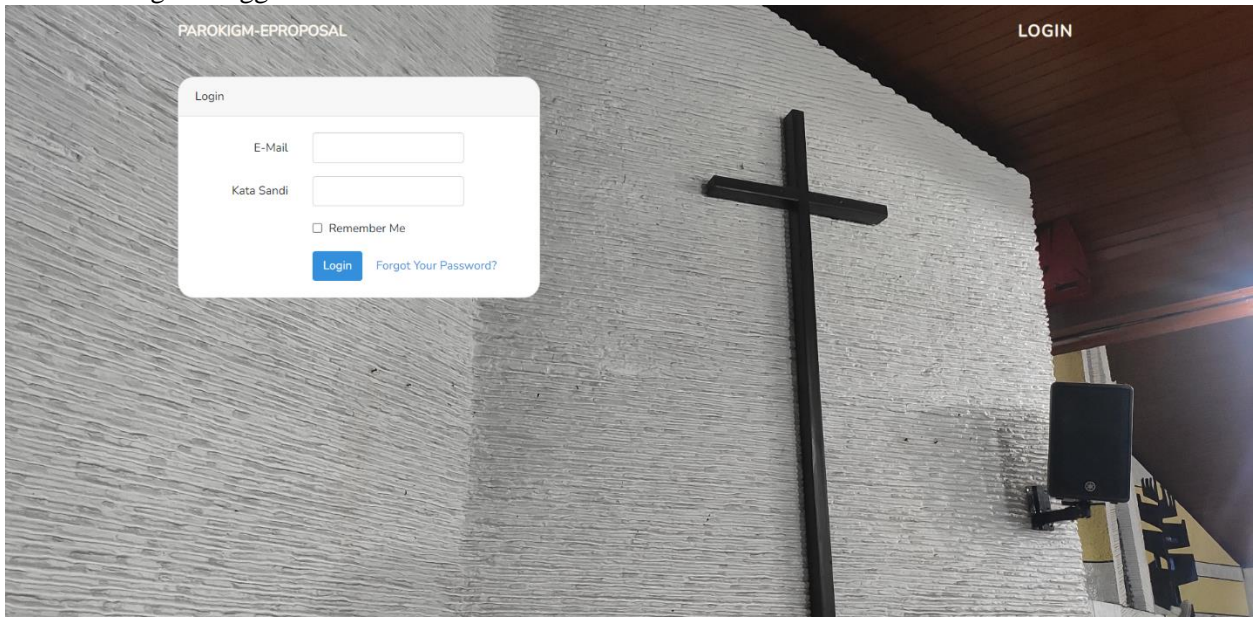 PAROKIGM-EPROPOSAL
LOGIN
Login
E-Mail
Kata Sandi
Remember Me
Login Forgot Your Password?